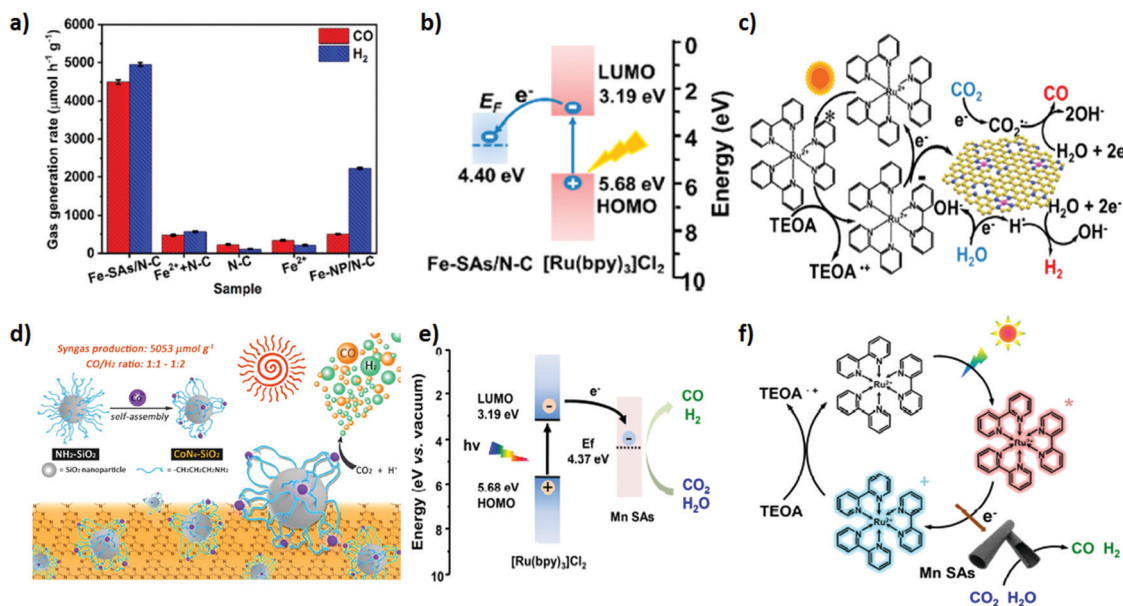 a)
6000
5000
4000
3000
2000
1000
0
Gas generation rate (μmol h⁻¹ g⁻¹)
CO
H₂
Fe-SAs/N-C
Fe²⁺+N-C
N-C
Fe²⁺
Fe-NP/N-C
Sample
b)
0
2
4
6
8
10
Energy (eV)
LUMO
3.19 eV
e⁻
E_F
4.40 eV
5.68 eV
HOMO
Fe-SAs/N-C
[Ru(bpy)₃]Cl₂
c)
N
Ru²⁺
*
CO₂
CO
e⁻
CO₂•⁻
2OH⁻
H₂O + 2e⁻
e⁻
-
TEOA
TEOA•⁺
OH⁻
H₂O
e⁻
H•
H₂O + 2e⁻
OH⁻
H₂
d)
Syngas production: 5053 μmol g⁻¹
CO/H₂ ratio: 1:1 - 1:2
Co
self-assembly
NH₂-SiO₂
CoN₄-SiO₂
= SiO₂ nanoparticle
= -CH₂CH₂CH₂NH₂
CO
H₂
CO₂ + H⁺
e)
0
2
4
6
8
10
Energy (eV vs. vacuum)
LUMO
3.19 eV
e⁻
hν
Ef
4.37 eV
5.68 eV
HOMO
Mn SAs
CO
H₂
CO₂
H₂O
[Ru(bpy)₃]Cl₂
f)
N
Ru²⁺
*
+
TEOA·+
TEOA
e⁻
Mn SAs
CO H₂
CO₂ H₂O